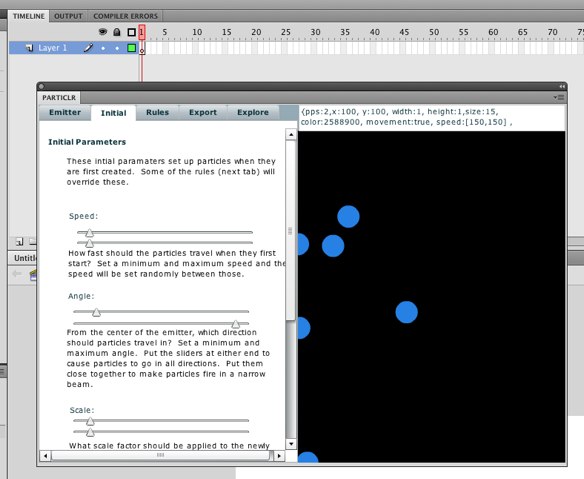 TIMELINE OUTPUT COMPILER ERRORS
1 5 10 15 20 25 30 35 40 45 50 55 60 65 70 75
Layer 1
PARTICLR
Emitter Initial Rules Export Explore
Initial Parameters
These intial paramaters set up particles when they
are first created. Some of the rules (next tab) will
override these.
Speed:
How fast should the particles travel when they first
start? Set a minimum and maximum speed and the
speed will be set randomly between those.
Angle:
From the center of the emitter, which direction
should particles travel in? Set a minimum and
maximum angle. Put the sliders at either end to
cause particles to go in all directions. Put them
close together to make particles fire in a narrow
beam.
Scale:
What scale factor should be applied to the newly
{pps:2,x:100, y:100, width:1, height:1,size:15,
color:2588900, movement:true, speed:[150,150] ,
Untitl